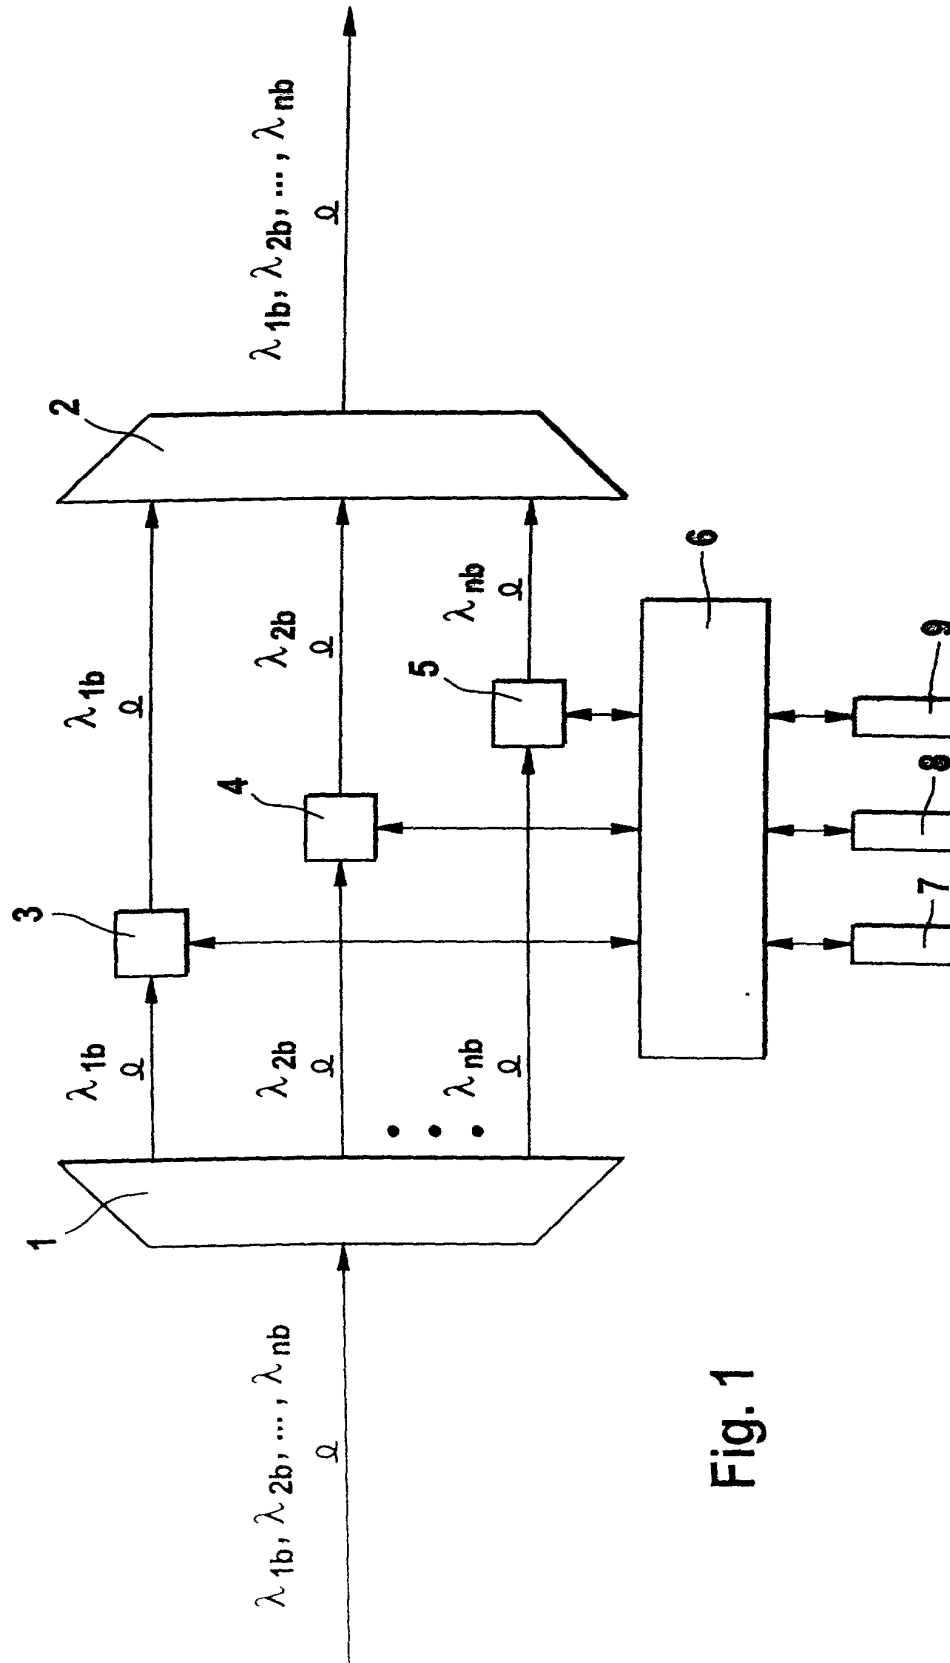 λ1b, λ2b, ..., λnb
Ω
1
λ1b
Ω
λ2b
Ω
λnb
Ω
3
4
5
λ1b
Ω
λ2b
Ω
λnb
Ω
2
λ1b, λ2b, ..., λnb
Ω
6
7
8
9
Fig. 1